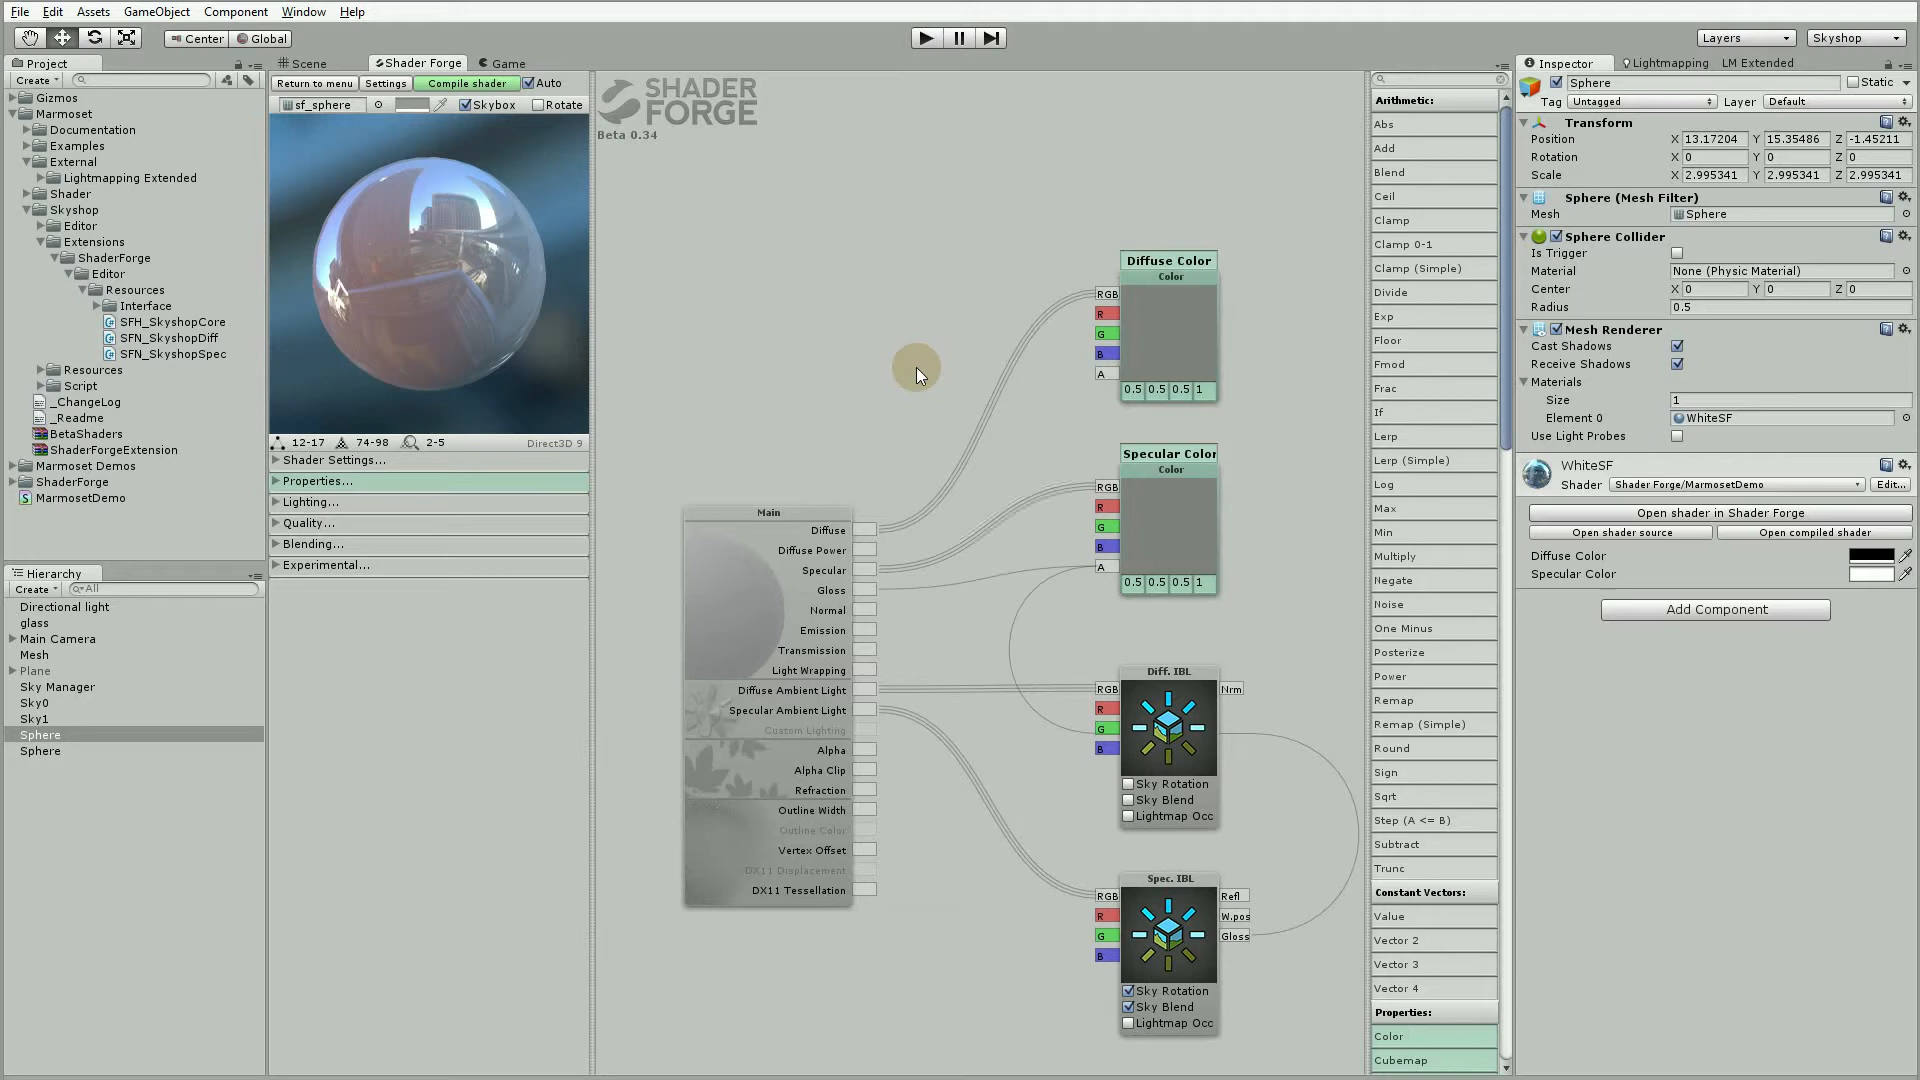 File Edit Assets GameObject Component Window Help
Center Global
Layers Skyshop
Project
Create
Gizmos
Marmoset
Documentation
Examples
External
Lightmapping Extended
Shader
Skyshop
Editor
Extensions
ShaderForge
Editor
Resources
Interface
SFH_SkyshopCore
SFN_SkyshopDiff
SFN_SkyshopSpec
Resources
Script
_ChangeLog
_Readme
BetaShaders
ShaderForgeExtension
Marmoset Demos
ShaderForge
MarmosetDemo
Hierarchy
Create All
Directional light
glass
Main Camera
Mesh
Plane
Sky Manager
Sky0
Sky1
Sphere
Sphere
Scene Shader Forge Game
Return to menu Settings Compile shader Auto
sf_sphere Skybox Rotate
12-17 74-98 2-5 Direct3D 9
Shader Settings...
Properties...
Lighting...
Quality...
Blending...
Experimental...
SHADER
FORGE
Beta 0.34
Main
Diffuse
Diffuse Power
Specular
Gloss
Normal
Emission
Transmission
Light Wrapping
Diffuse Ambient Light
Specular Ambient Light
Custom Lighting
Alpha
Alpha Clip
Refraction
Outline Width
Outline Color
Vertex Offset
DX11 Displacement
DX11 Tessellation
Diffuse Color
Color
RGB
R
G
B
A
0.5 0.5 0.5 1
Specular Color
Color
RGB
R
G
B
A
0.5 0.5 0.5 1
Diff. IBL
RGB Nrm
R
G
B
Sky Rotation
Sky Blend
Lightmap Occ
Spec. IBL
RGB Refl
R W.pos
G Gloss
B
Sky Rotation
Sky Blend
Lightmap Occ
Arithmetic:
Abs
Add
Blend
Ceil
Clamp
Clamp 0-1
Clamp (Simple)
Divide
Exp
Floor
Fmod
Frac
If
Lerp
Lerp (Simple)
Log
Max
Min
Multiply
Negate
Noise
One Minus
Posterize
Power
Remap
Remap (Simple)
Round
Sign
Sqrt
Step (A <= B)
Subtract
Trunc
Constant Vectors:
Value
Vector 2
Vector 3
Vector 4
Properties:
Color
Cubemap
Inspector Lightmapping LM Extended
Sphere Static
Tag Untagged Layer Default
Transform
Position X 13.17204 Y 15.35486 Z -1.45211
Rotation X 0 Y 0 Z 0
Scale X 2.995341 Y 2.995341 Z 2.995341
Sphere (Mesh Filter)
Mesh Sphere
Sphere Collider
Is Trigger
Material None (Physic Material)
Center X 0 Y 0 Z 0
Radius 0.5
Mesh Renderer
Cast Shadows
Receive Shadows
Materials
Size 1
Element 0 WhiteSF
Use Light Probes
WhiteSF
Shader Shader Forge/MarmosetDemo Edit...
Open shader in Shader Forge
Open shader source Open compiled shader
Diffuse Color
Specular Color
Add Component